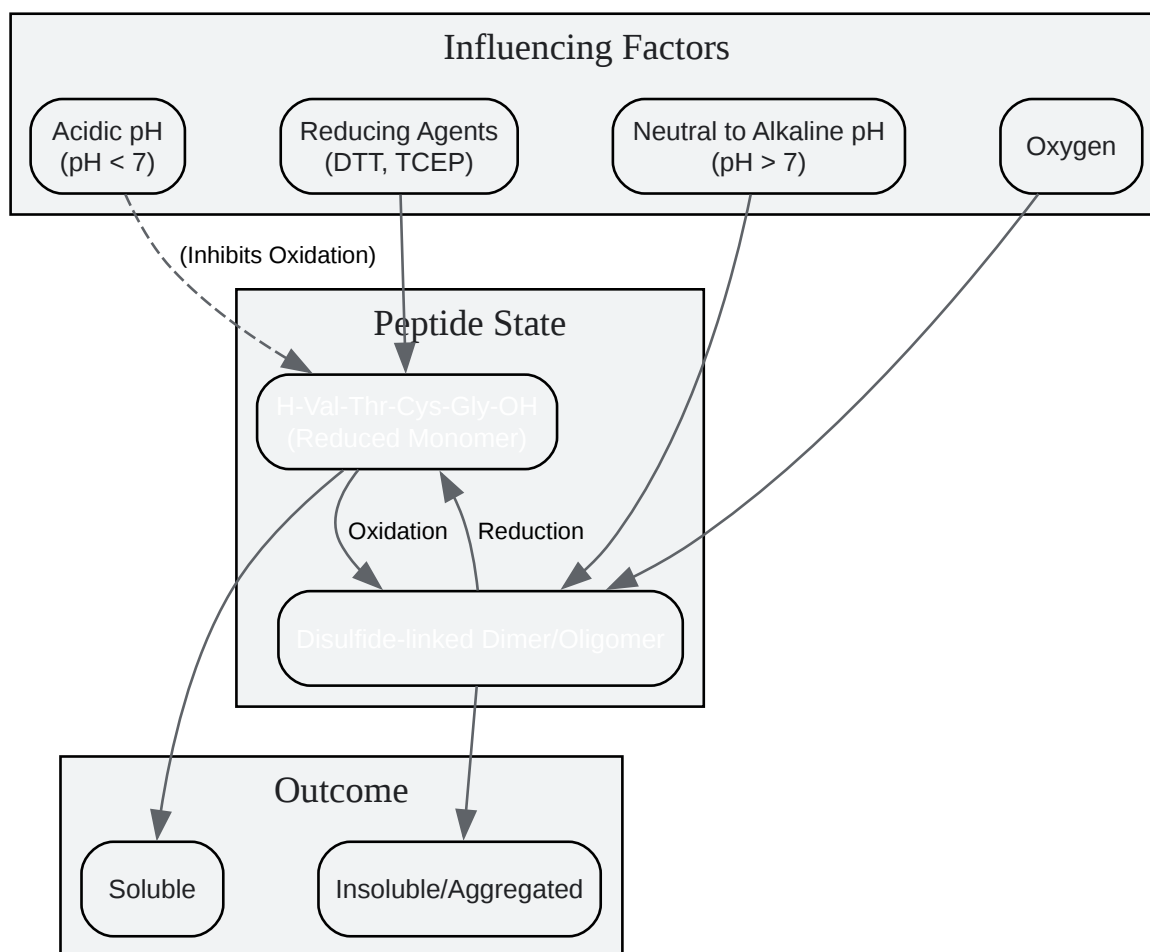 Influencing Factors
Acidic pH
(pH < 7)
Reducing Agents
(DTT, TCEP)
Neutral to Alkaline pH
(pH > 7)
Oxygen
(Inhibits Oxidation)
Peptide State
H-Val-Thr-Cys-Gly-OH
(Reduced Monomer)
Oxidation
Reduction
Disulfide-linked Dimer/Oligomer
Outcome
Soluble
Insoluble/Aggregated